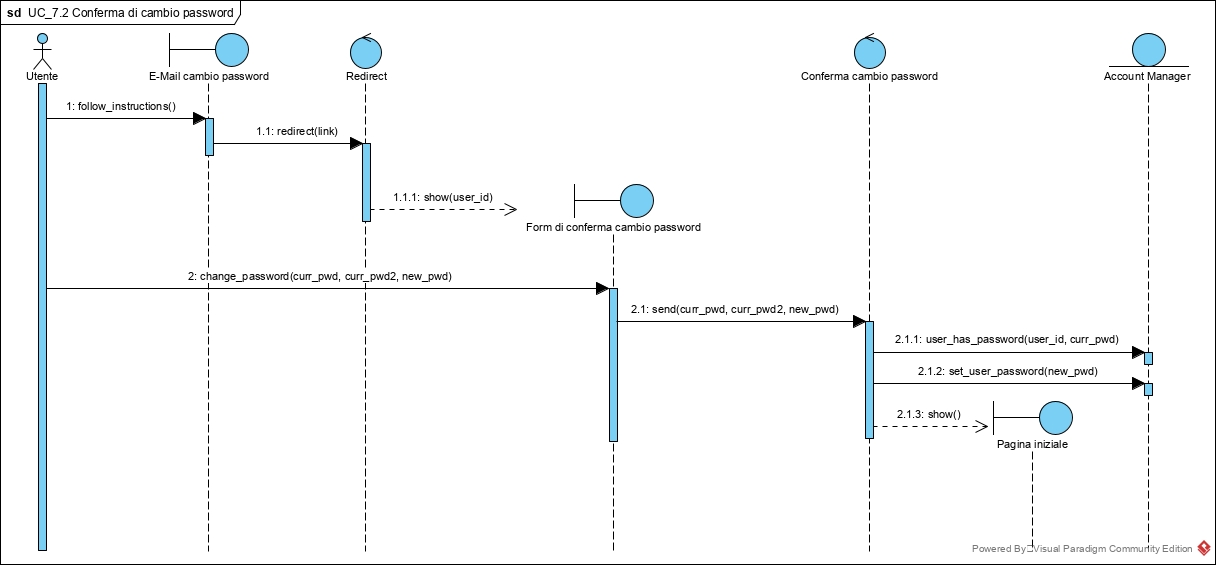 sd UC_7.2 Conferma di cambio password
Utente
E-Mail cambio password
Redirect
Conferma cambio password
Account Manager
1: follow_instructions()
1.1: redirect(link)
1.1.1: show(user_id)
Form di conferma cambio password
2: change_password(curr_pwd, curr_pwd2, new_pwd)
2.1: send(curr_pwd, curr_pwd2, new_pwd)
2.1.1: user_has_password(user_id, curr_pwd)
2.1.2: set_user_password(new_pwd)
2.1.3: show()
Pagina iniziale
Powered By Visual Paradigm Community Edition